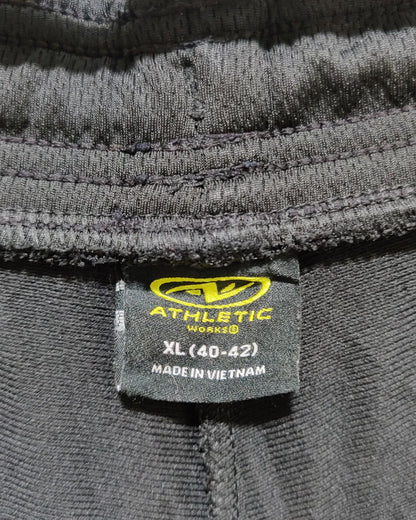 ATHLETIC
WORKS®
XL (40-42)
MADE IN VIETNAM